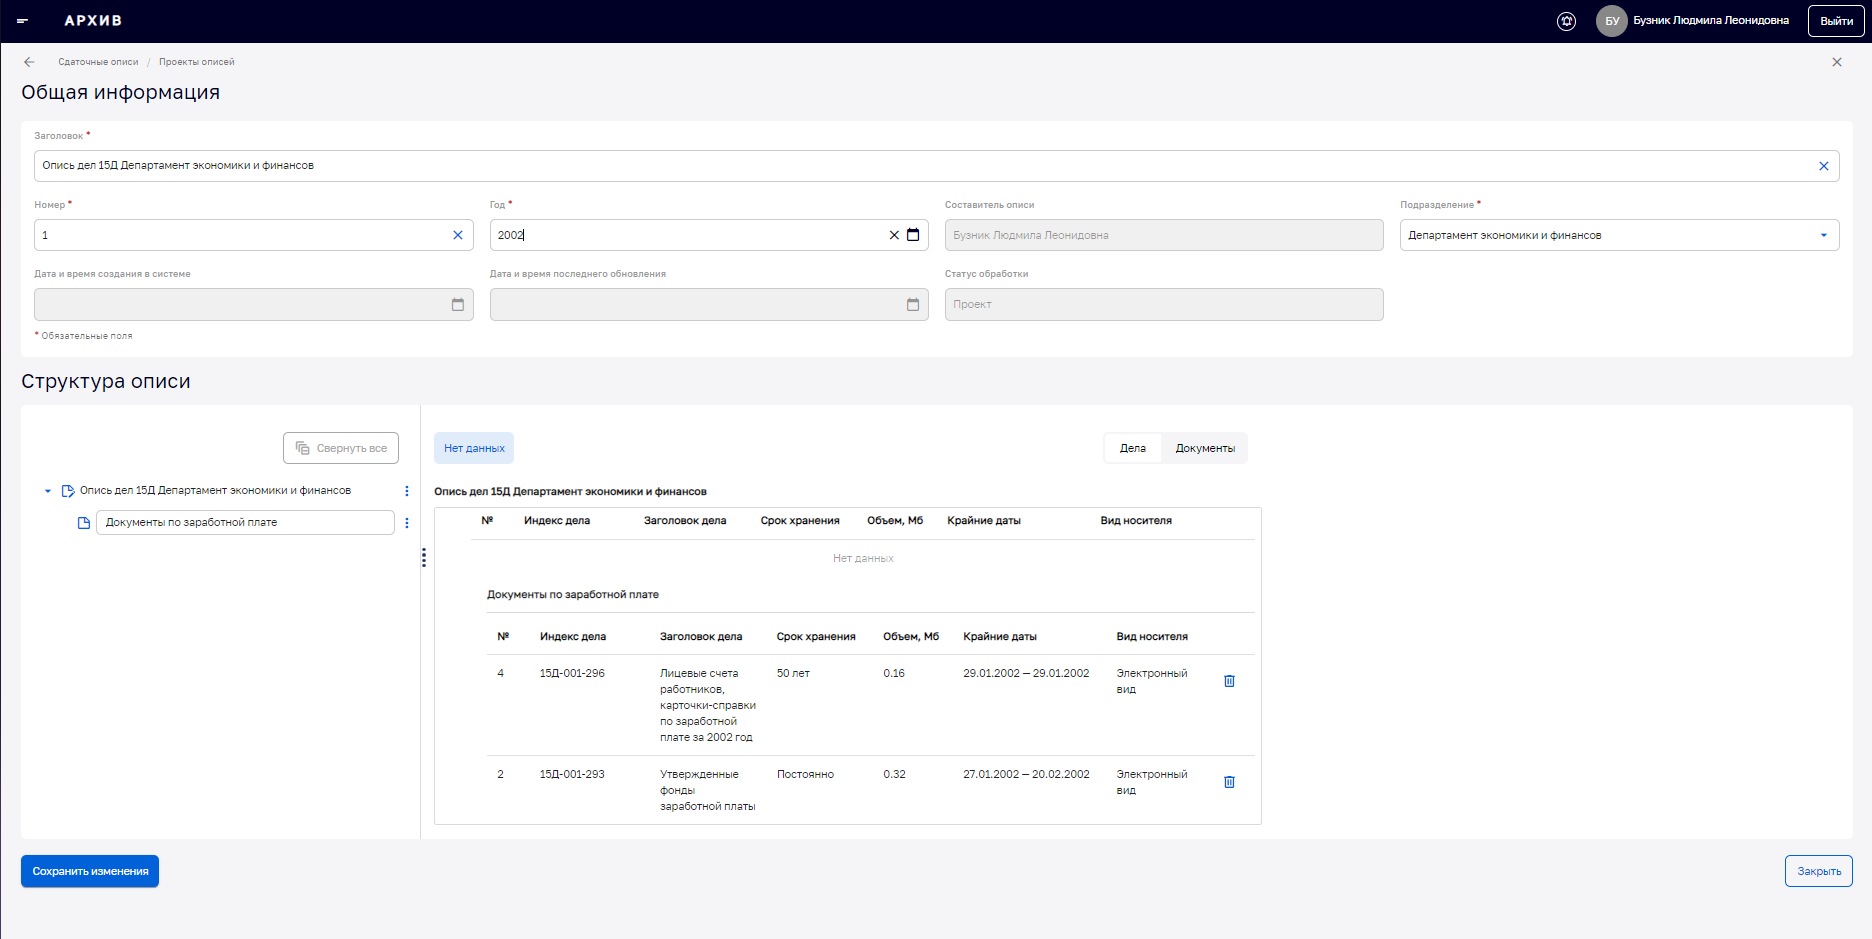 АРХИВ
БУ Бузник Людмила Леонидовна Выйти
Сдаточные описи / Проекты описей
Общая информация
Заголовок *
Опись дел 15Д Департамент экономики и финансов
Номер * Год * Составитель описи Подразделение *
1 2002 Бузник Людмила Леонидовна Департамент экономики и финансов
Дата и время создания в системе Дата и время последнего обновления Статус обработки
Проект
* Обязательные поля
Структура описи
Свернуть все
Опись дел 15Д Департамент экономики и финансов
Документы по заработной плате
Нет данных Дела Документы
Опись дел 15Д Департамент экономики и финансов
№ Индекс дела Заголовок дела Срок хранения Объем, Мб Крайние даты Вид носителя
Нет данных
Документы по заработной плате
№ Индекс дела Заголовок дела Срок хранения Объем, Мб Крайние даты Вид носителя
4 15Д-001-296 Лицевые счета 50 лет 0.16 29.01.2002 — 29.01.2002 Электронный
работников, вид
карточки-справки
по заработной
плате за 2002 год
2 15Д-001-293 Утвержденные Постоянно 0.32 27.01.2002 — 20.02.2002 Электронный
фонды вид
заработной платы
Сохранить изменения Закрыть